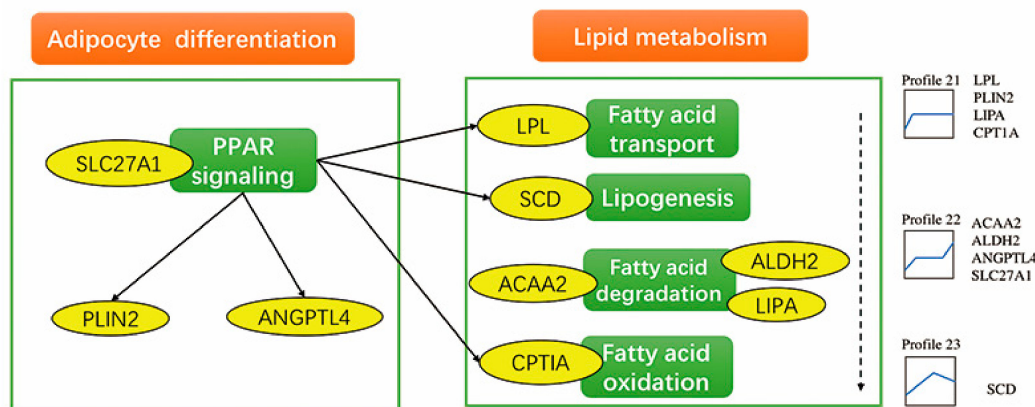 Adipocyte differentiation
Lipid metabolism
SLC27A1
PPAR
signaling
PLIN2
ANGPTL4
LPL
Fatty acid
transport
SCD
Lipogenesis
ACAA2
Fatty acid
degradation
ALDH2
LIPA
CPTIA
Fatty acid
oxidation
Profile 21
LPL
PLIN2
LIPA
CPT1A
Profile 22
ACAA2
ALDH2
ANGPTL4
SLC27A1
Profile 23
SCD